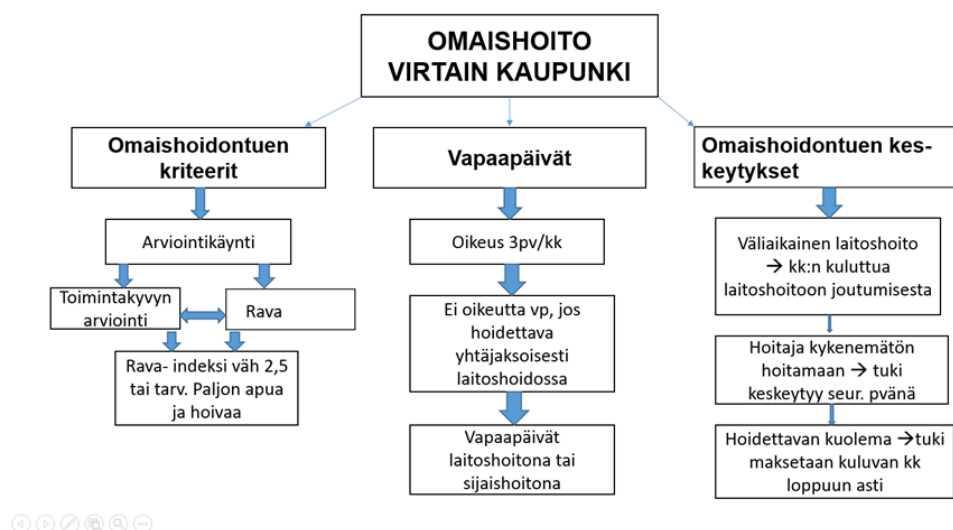 OMAISHOITO
VIRTAIN KAUPUNKI
Omaishoidontuen
kriteerit
Arviointikäynti
Toimintakyvyn
arviointi
Rava
Rava- indeksi väh 2,5
tai tarv. Paljon apua
ja hoivaa
Vapaapäivät
Oikeus 3pv/kk
Ei oikeutta vp, jos
hoidettava
yhtäjaksoisesti
laitoshoidossa
Vapaapäivät
laitoshoitona tai
sijaishoitona
Omaishoidontuen kes-
keytykset
Väliaikainen laitoshoito
→ kk:n kuluttua
laitoshoitoon joutumisesta
Hoitaja kykenemätön
hoitamaan → tuki
keskeytyy seur. pvänä
Hoidettavan kuolema →tuki
maksetaan kuluvan kk
loppuun asti